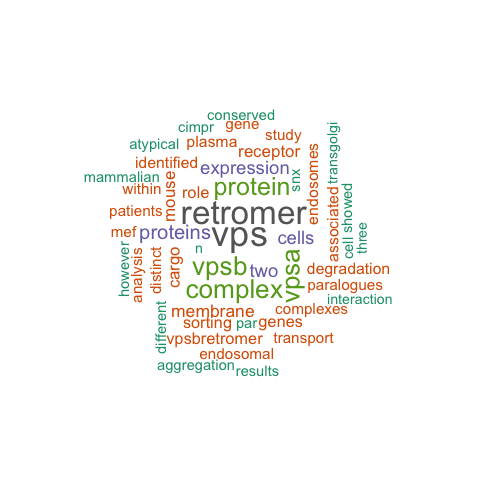 conserved
cimpr gene
study
atypical plasma
receptor
identified
expression
mammalian
within
mouse
role
protein
snx
endosomes
transgolgi
patients
retromer
mef
proteins
vps
cells
associated
cell showed
three
however
analysis
distinct
cargo
n
vpsb
two
vpsa
degradation
complex
paralogues
interaction
different
membrane
complexes
sorting
par
genes
vpsbretromer
transport
endosomal
aggregation
results